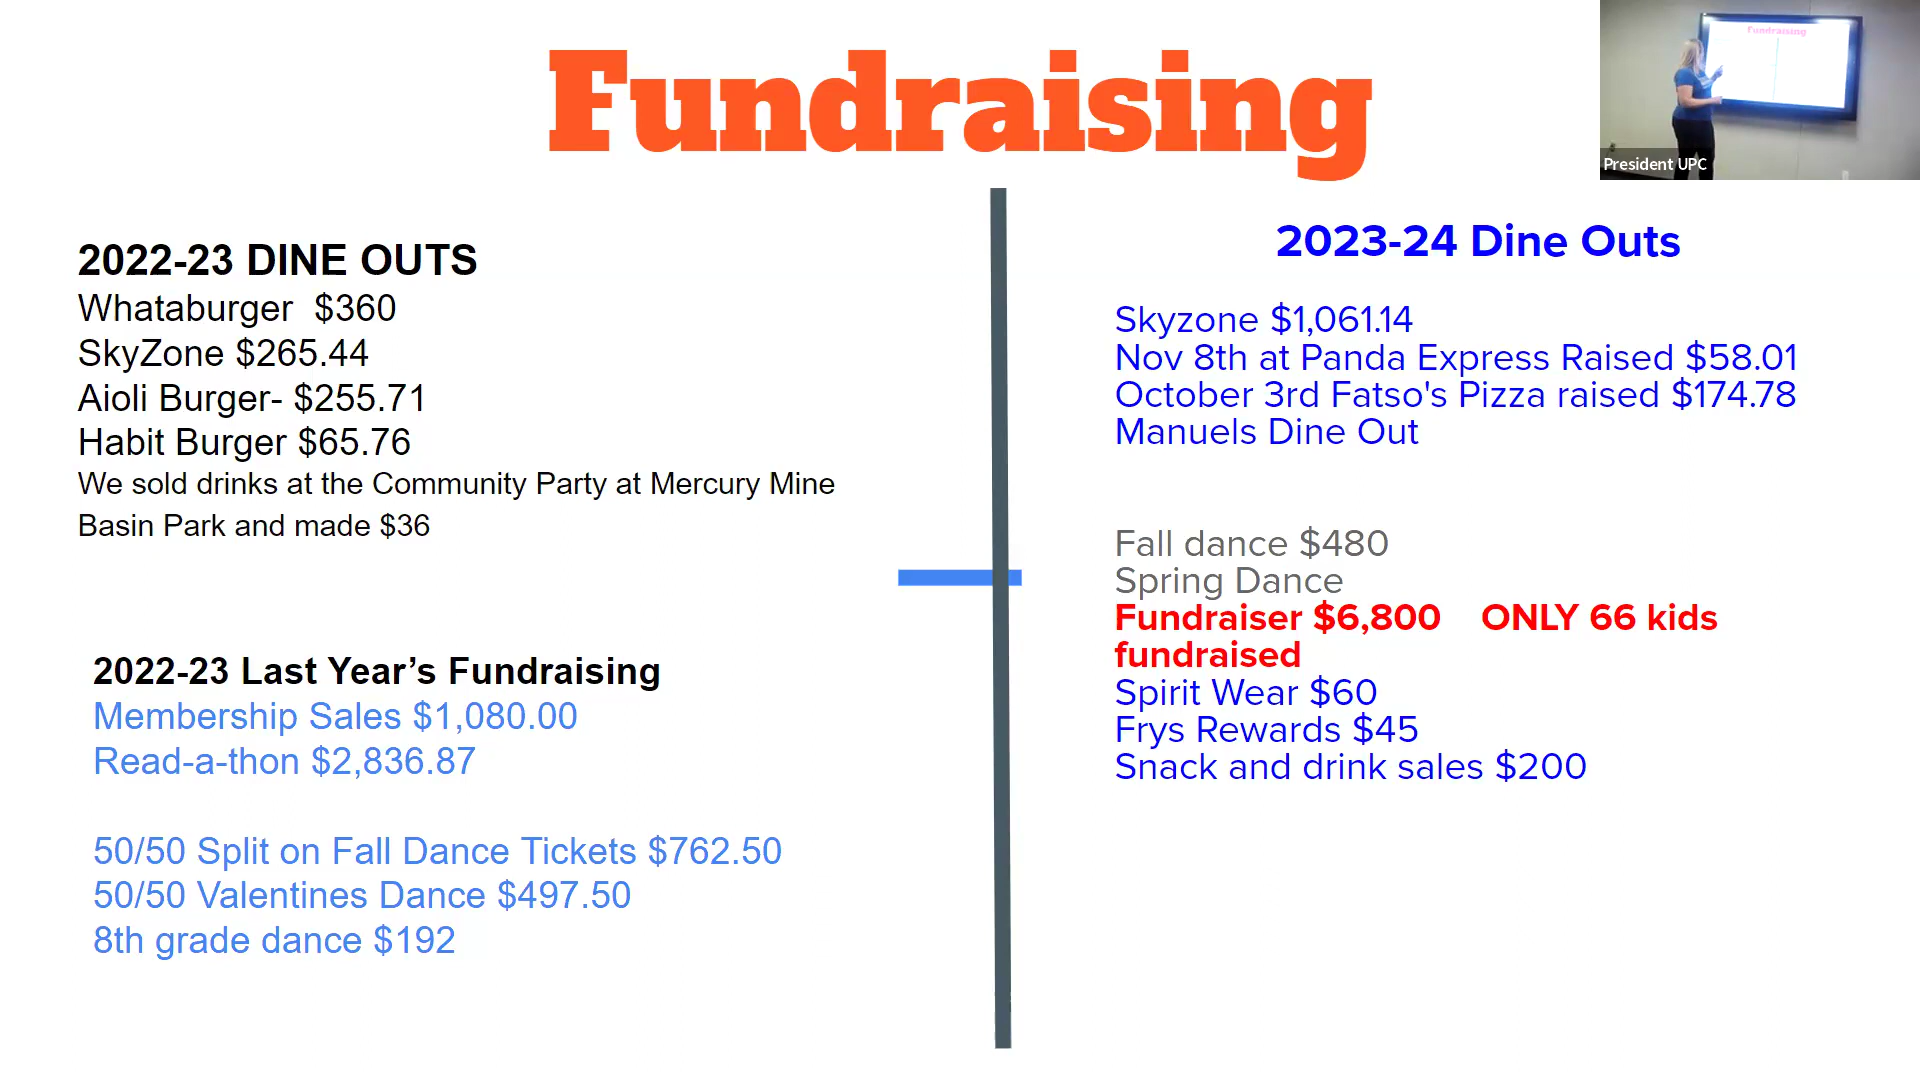 Fundraising
Fundraising
President UPC
2022-23 DINE OUTS
Whataburger  $360
SkyZone $265.44
Aioli Burger- $255.71
Habit Burger $65.76
We sold drinks at the Community Party at Mercury Mine
Basin Park and made $36
2022-23 Last Year’s Fundraising
Membership Sales $1,080.00
Read-a-thon $2,836.87
50/50 Split on Fall Dance Tickets $762.50
50/50 Valentines Dance $497.50
8th grade dance $192
2023-24 Dine Outs
Skyzone $1,061.14
Nov 8th at Panda Express Raised $58.01
October 3rd Fatso's Pizza raised $174.78
Manuels Dine Out
Fall dance $480
Spring Dance
Fundraiser $6,800    ONLY 66 kids
fundraised
Spirit Wear $60
Frys Rewards $45
Snack and drink sales $200